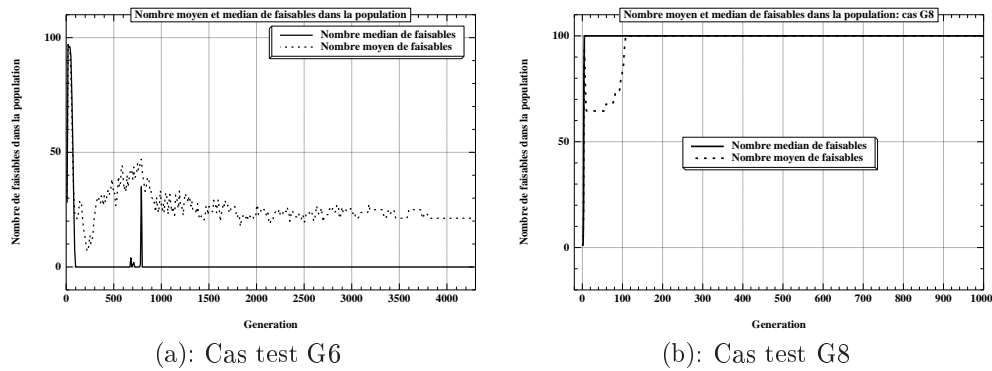 Nombre moyen et median de faisables dans la population
Nombre median de faisables
Nombre moyen de faisables
100
50
0
Nombre de faisables dans la population
0 500 1000 1500 2000 2500 3000 3500 4000
Generation
(a): Cas test G6
Nombre moyen et median de faisables dans la population: cas G8
100
50
0
Nombre de faisables dans la population
Nombre median de faisables
Nombre moyen de faisables
0 100 200 300 400 500 600 700 800 900 1000
Generation
(b): Cas test G8